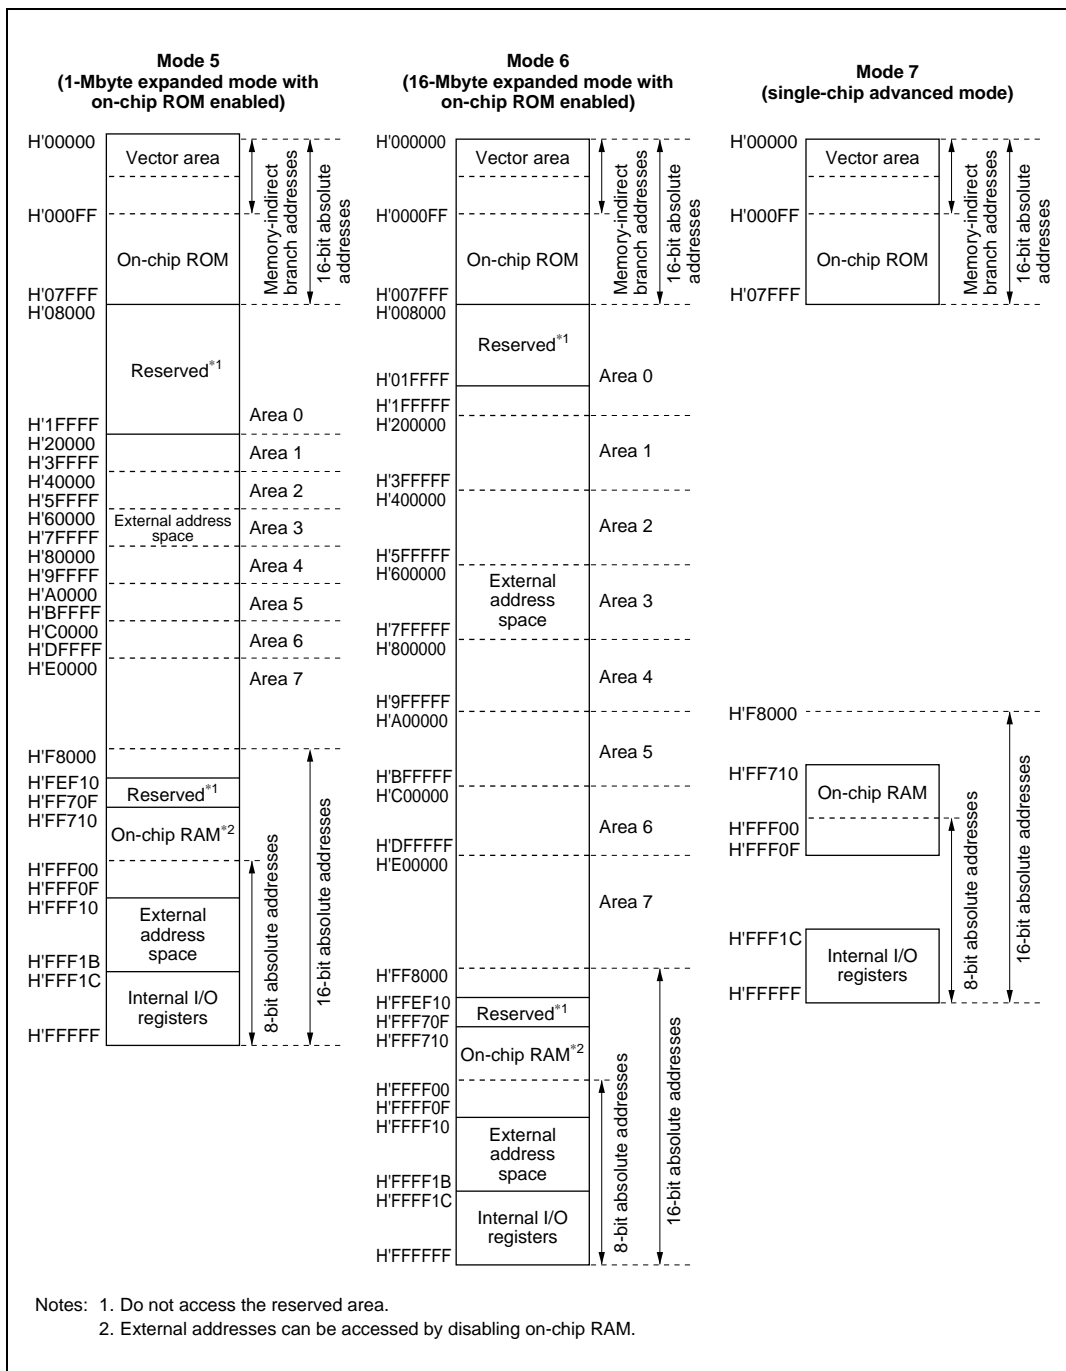 Mode 5
(1-Mbyte expanded mode with
on-chip ROM enabled)
H'00000
Vector area
H'000FF
On-chip ROM
H'07FFF
H'08000
Reserved*1
H'1FFFF
H'20000
H'3FFFF
H'40000
H'5FFFF
H'60000
H'7FFFF
H'80000
H'9FFFF
H'A0000
H'BFFFF
H'C0000
H'DFFFF
H'E0000
External address
space
Area 0
Area 1
Area 2
Area 3
Area 4
Area 5
Area 6
Area 7
H'F8000
H'FEF10
H'FF70F
H'FF710
Reserved*1
On-chip RAM*2
H'FFF00
H'FFF0F
H'FFF10
External
address
space
H'FFF1B
H'FFF1C
Internal I/O
registers
H'FFFFF
Memory-indirect
branch addresses
16-bit absolute
addresses
8-bit absolute addresses
16-bit absolute addresses
Mode 6
(16-Mbyte expanded mode with
on-chip ROM enabled)
H'000000
Vector area
H'0000FF
On-chip ROM
H'007FFF
H'008000
Reserved*1
H'01FFFF
H'1FFFFF
H'200000
H'3FFFFF
H'400000
H'5FFFFF
H'600000
External
address
space
H'7FFFFF
H'800000
H'9FFFFF
H'A00000
H'BFFFFF
H'C00000
H'DFFFFF
H'E00000
Area 0
Area 1
Area 2
Area 3
Area 4
Area 5
Area 6
Area 7
H'FF8000
H'FFEF10
H'FFF70F
H'FFF710
Reserved*1
On-chip RAM*2
H'FFFF00
H'FFFF0F
H'FFFF10
External
address
space
H'FFFF1B
H'FFFF1C
Internal I/O
registers
H'FFFFFF
Memory-indirect
branch addresses
16-bit absolute
addresses
8-bit absolute addresses
16-bit absolute addresses
Mode 7
(single-chip advanced mode)
H'00000
Vector area
H'000FF
On-chip ROM
H'07FFF
Memory-indirect
branch addresses
16-bit absolute
addresses
H'F8000
H'FF710
On-chip RAM
H'FFF00
H'FFF0F
H'FFF1C
Internal I/O
registers
H'FFFFF
8-bit absolute addresses
16-bit absolute addresses
Notes: 1. Do not access the reserved area.
2. External addresses can be accessed by disabling on-chip RAM.